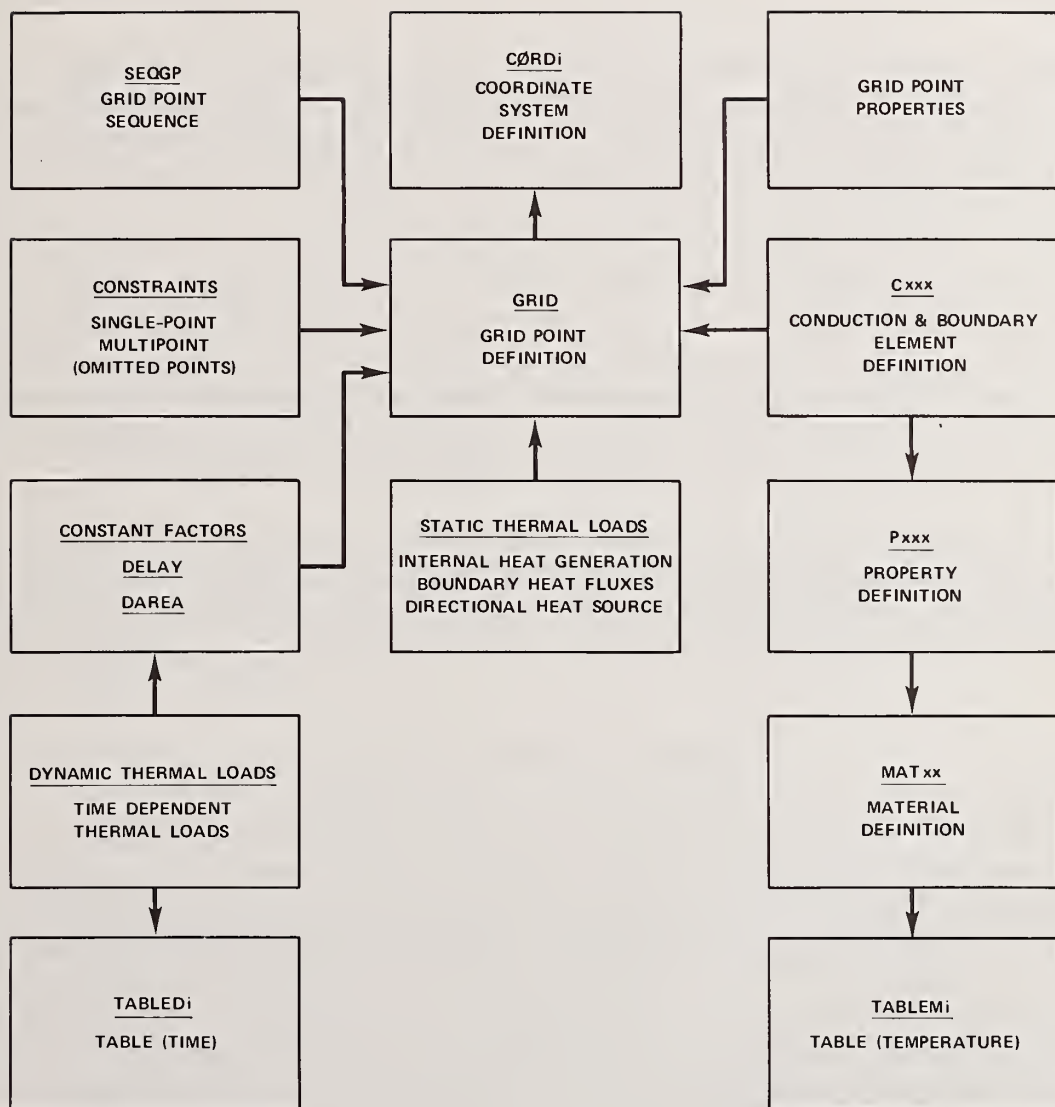 SEQGP
GRID POINT
SEQUENCE
CØRDi
COORDINATE
SYSTEM
DEFINITION
GRID POINT
PROPERTIES
CONSTRAINTS
SINGLE-POINT
MULTIPOINT
(OMITTED POINTS)
GRID
GRID POINT
DEFINITION
Cxxx
CONDUCTION & BOUNDARY
ELEMENT
DEFINITION
CONSTANT FACTORS
DELAY
DAREA
STATIC THERMAL LOADS
INTERNAL HEAT GENERATION
BOUNDARY HEAT FLUXES
DIRECTIONAL HEAT SOURCE
Pxxx
PROPERTY
DEFINITION
DYNAMIC THERMAL LOADS
TIME DEPENDENT
THERMAL LOADS
MATxx
MATERIAL
DEFINITION
TABLEDi
TABLE (TIME)
TABLEMi
TABLE (TEMPERATURE)